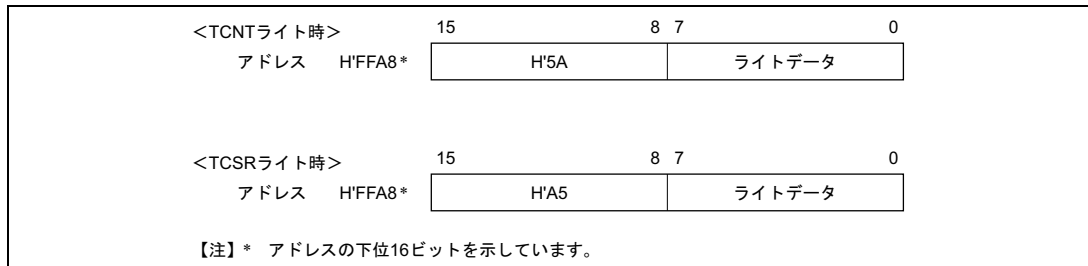 <TCNTライト時> 15 8 7 0
アドレス H'FFA8* H'5A ライトデータ
<TCSRライト時> 15 8 7 0
アドレス H'FFA8* H'A5 ライトデータ
【注】* アドレスの下位16ビットを示しています。